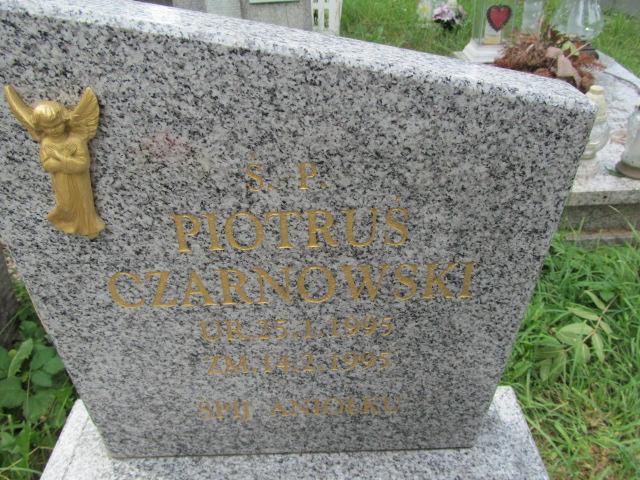 Ś. P.
PIOTRUŚ
CZARNOWSKI
UR.25.1.1995
ZM.14.2.1995
ŚPIJ ANIOŁKU